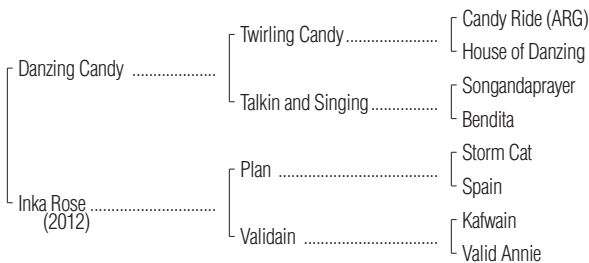 Candy Ride (ARG)
Twirling Candy ....................
House of Danzing
Danzing Candy ....................
Songandaprayer
Talkin and Singing ................
Bendita
Storm Cat
Plan ....................................
Spain
Inka Rose ..............................
(2012)
Kafwain
Validain ..............................
Valid Annie